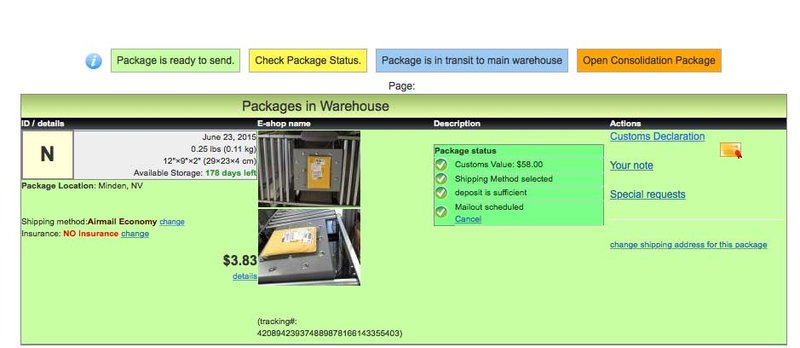 Package is ready to send.
Check Package Status.
Package is in transit to main warehouse
Open Consolidation Package
Page:
Packages in Warehouse
ID / details
E-shop name
Description
Actions
N
June 23, 2015
0.25 lbs (0.11 kg)
12"×9"×2" (29×23×4 cm)
Available Storage: 178 days left
Package Location: Minden, NV
Shipping method:Airmail Economy change
Insurance: NO Insurance change
$3.83
details
(tracking#:
420894239374889878166143355403)
Package status
Customs Value: $58.00
Shipping Method selected
deposit is sufficient
Mailout scheduled
Cancel
Customs Declaration
Your note
Special requests
change shipping address for this package